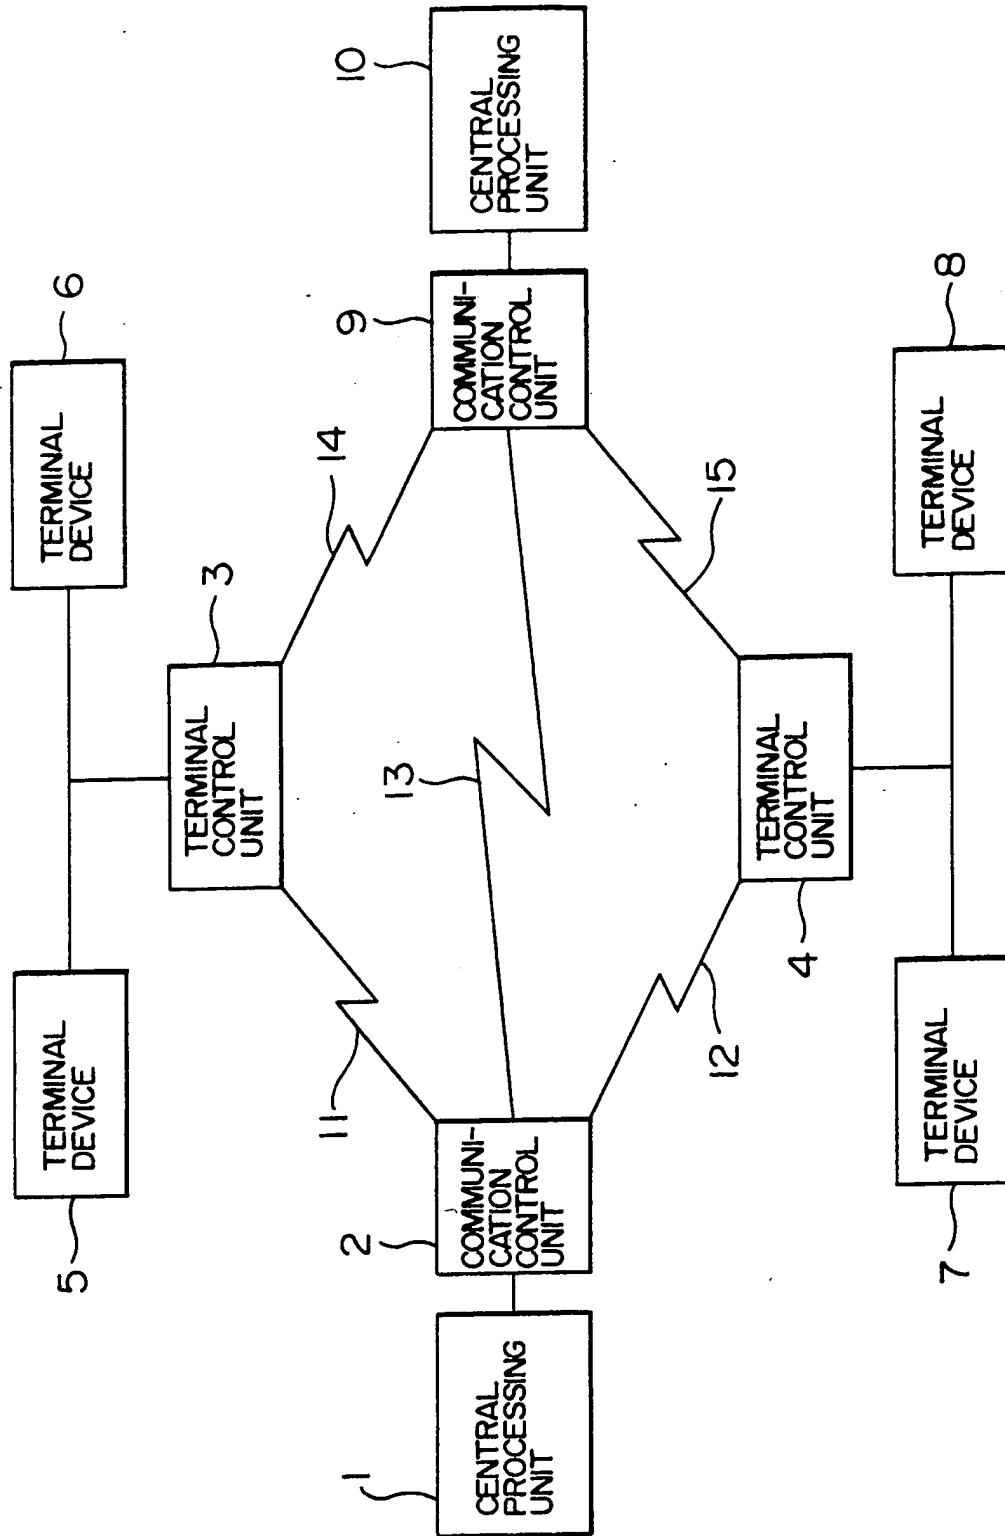 5
TERMINAL
DEVICE
6
TERMINAL
DEVICE
3
TERMINAL
CONTROL
UNIT
11
14
1
CENTRAL
PROCESSING
UNIT
2
COMMUNI-
CATION
CONTROL
UNIT
13
9
COMMUNI-
CATION
CONTROL
UNIT
10
CENTRAL
PROCESSING
UNIT
12
15
4
TERMINAL
CONTROL
UNIT
7
TERMINAL
DEVICE
8
TERMINAL
DEVICE